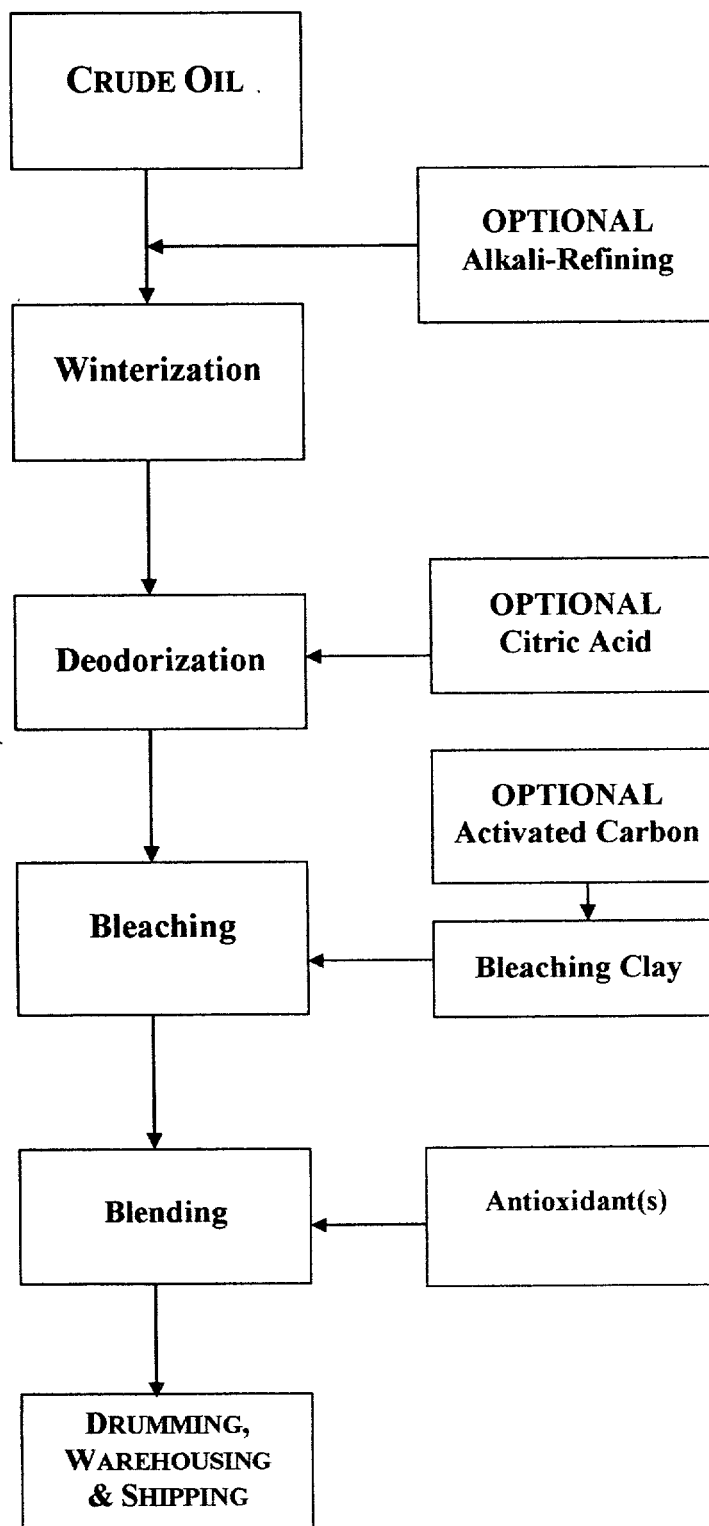 CRUDE OIL
OPTIONAL
Alkali-Refining
Winterization
OPTIONAL
Citric Acid
Deodorization
OPTIONAL
Activated Carbon
Bleaching
Bleaching Clay
Blending
Antioxidant(s)
DRUMMING,
WAREHOUSING
& SHIPPING